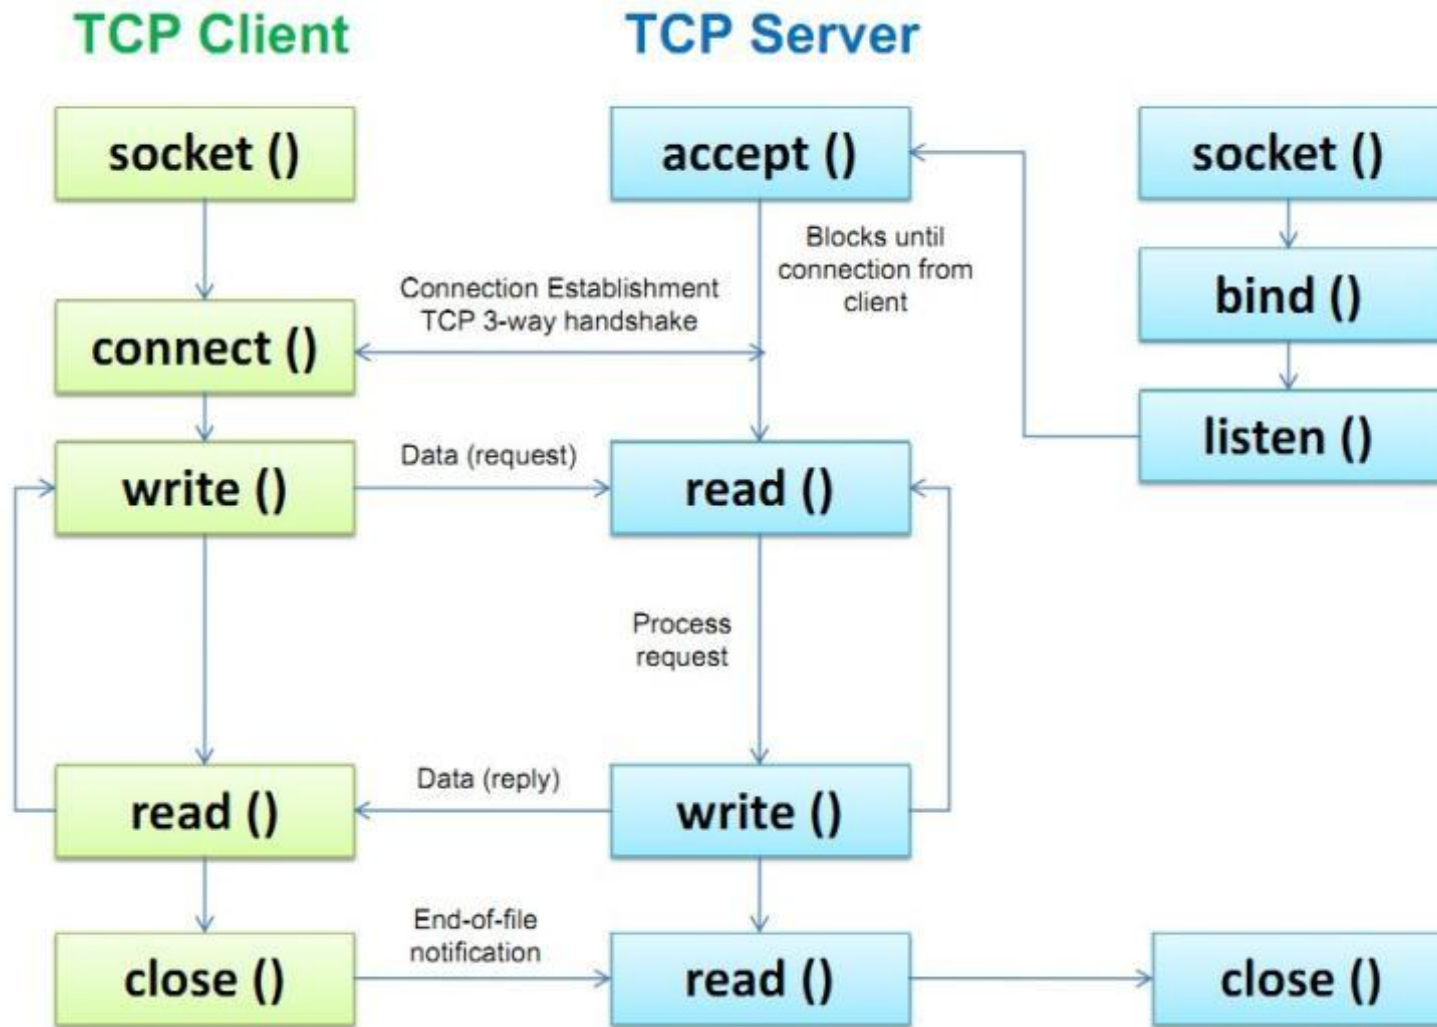 TCP Client
TCP Server
socket ()
accept ()
socket ()
Blocks until
connection from
client
bind ()
Connection Establishment
TCP 3-way handshake
connect ()
listen ()
Data (request)
write ()
read ()
Process
request
Data (reply)
read ()
write ()
End-of-file
notification
close ()
read ()
close ()